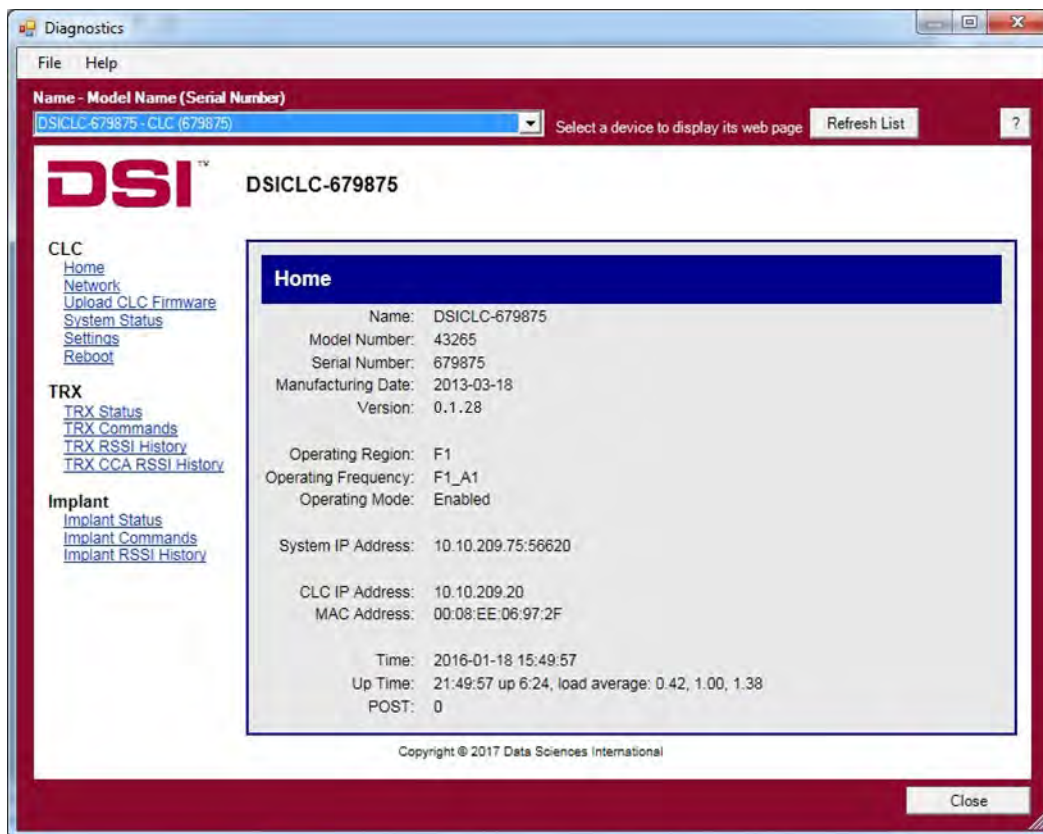 Diagnostics
File Help
Name - Model Name (Serial Number)
DSICLC-679875 - CLC (679875)
Select a device to display its web page
Refresh List
?
DSI™
DSICLC-679875
CLC
Home
Network
Upload CLC Firmware
System Status
Settings
Reboot
TRX
TRX Status
TRX Commands
TRX RSSI History
TRX CCA RSSI History
Implant
Implant Status
Implant Commands
Implant RSSI History
Home
Name: DSICLC-679875
Model Number: 43265
Serial Number: 679875
Manufacturing Date: 2013-03-18
Version: 0.1.28
Operating Region: F1
Operating Frequency: F1_A1
Operating Mode: Enabled
System IP Address: 10.10.209.75:56620
CLC IP Address: 10.10.209.20
MAC Address: 00:08:EE:06:97:2F
Time: 2016-01-18 15:49:57
Up Time: 21:49:57 up 6:24, load average: 0.42, 1.00, 1.38
POST: 0
Copyright © 2017 Data Sciences International
Close